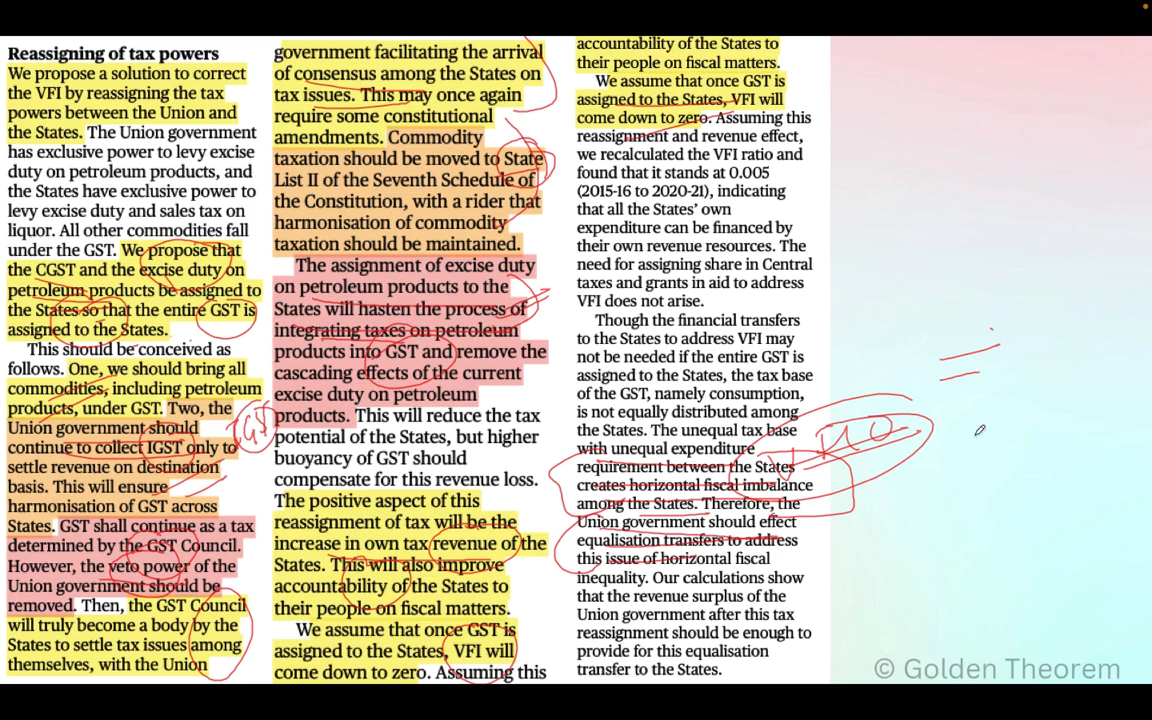 Reassigning of tax powers
We propose a solution to correct
the VFI by reassigning the tax
powers between the Union and
the States. The Union government
has exclusive power to levy excise
duty on petroleum products, and
the States have exclusive power to
levy excise duty and sales tax on
liquor. All other commodities fall
under the GST. We propose that
the CGST and the excise duty on
petroleum products be assigned to
the States so that the entire GST is
assigned to the States.
This should be conceived as
follows. One, we should bring all
commodities, including petroleum
products, under GST. Two, the
Union government should
continue to collect IGST only to
settle revenue on destination
basis. This will ensure
harmonisation of GST across
States. GST shall continue as a tax
determined by the GST Council.
However, the veto power of the
Union government should be
removed. Then, the GST Council
will truly become a body by the
States to settle tax issues among
themselves, with the Union
IGST
government facilitating the arrival
of consensus among the States on
tax issues. This may once again
require some constitutional
amendments. Commodity
taxation should be moved to State
List II of the Seventh Schedule of
the Constitution, with a rider that
harmonisation of commodity
taxation should be maintained.
The assignment of excise duty
on petroleum products to the
States will hasten the process of
integrating taxes on petroleum
products into GST and remove the
cascading effects of the current
excise duty on petroleum
products. This will reduce the tax
potential of the States, but higher
buoyancy of GST should
compensate for this revenue loss.
The positive aspect of this
reassignment of tax will be the
increase in own tax revenue of the
States. This will also improve
accountability of the States to
their people on fiscal matters.
We assume that once GST is
assigned to the States, VFI will
come down to zero. Assuming this
accountability of the States to
their people on fiscal matters.
We assume that once GST is
assigned to the States, VFI will
come down to zero. Assuming this
reassignment and revenue effect,
we recalculated the VFI ratio and
found that it stands at 0.005
(2015-16 to 2020-21), indicating
that all the States' own
expenditure can be financed by
their own revenue resources. The
need for assigning share in Central
taxes and grants in aid to address
VFI does not arise.
Though the financial transfers
to the States to address VFI may
not be needed if the entire GST is
assigned to the States, the tax base
of the GST, namely consumption,
is not equally distributed among
the States. The unequal tax base
with unequal expenditure
requirement between the States
creates horizontal fiscal imbalance
among the States. Therefore, the
Union government should effect
equalisation transfers to address
this issue of horizontal fiscal
inequality. Our calculations show
that the revenue surplus of the
Union government after this tax
reassignment should be enough to
provide for this equalisation
transfer to the States.
© Golden Theorem